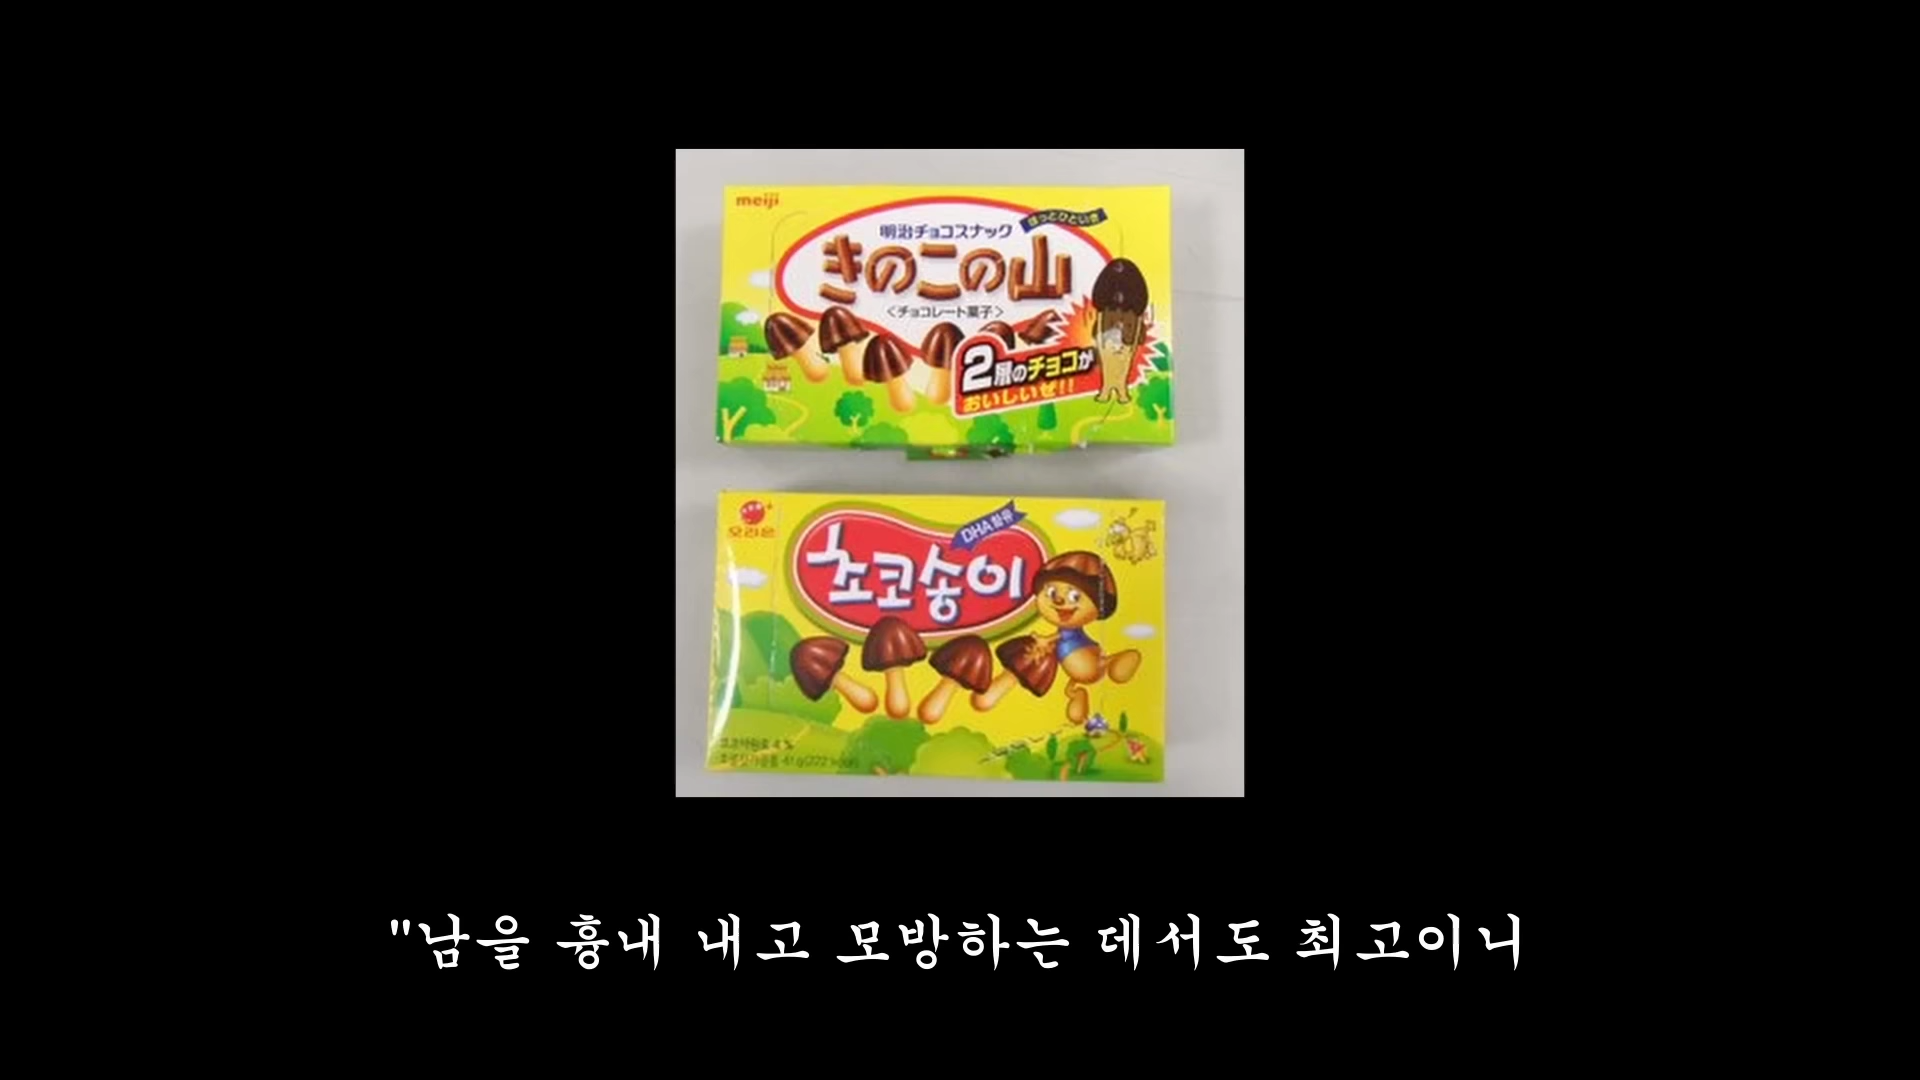 meiji
ほっとひといき
明治チョコスナック
きのこの山
<チョコレート菓子>
2層のチョコが
おいしいぜ!!
오리온
DHA함유
초코송이
"남을 흉내 내고 모방하는 데서도 최고이니